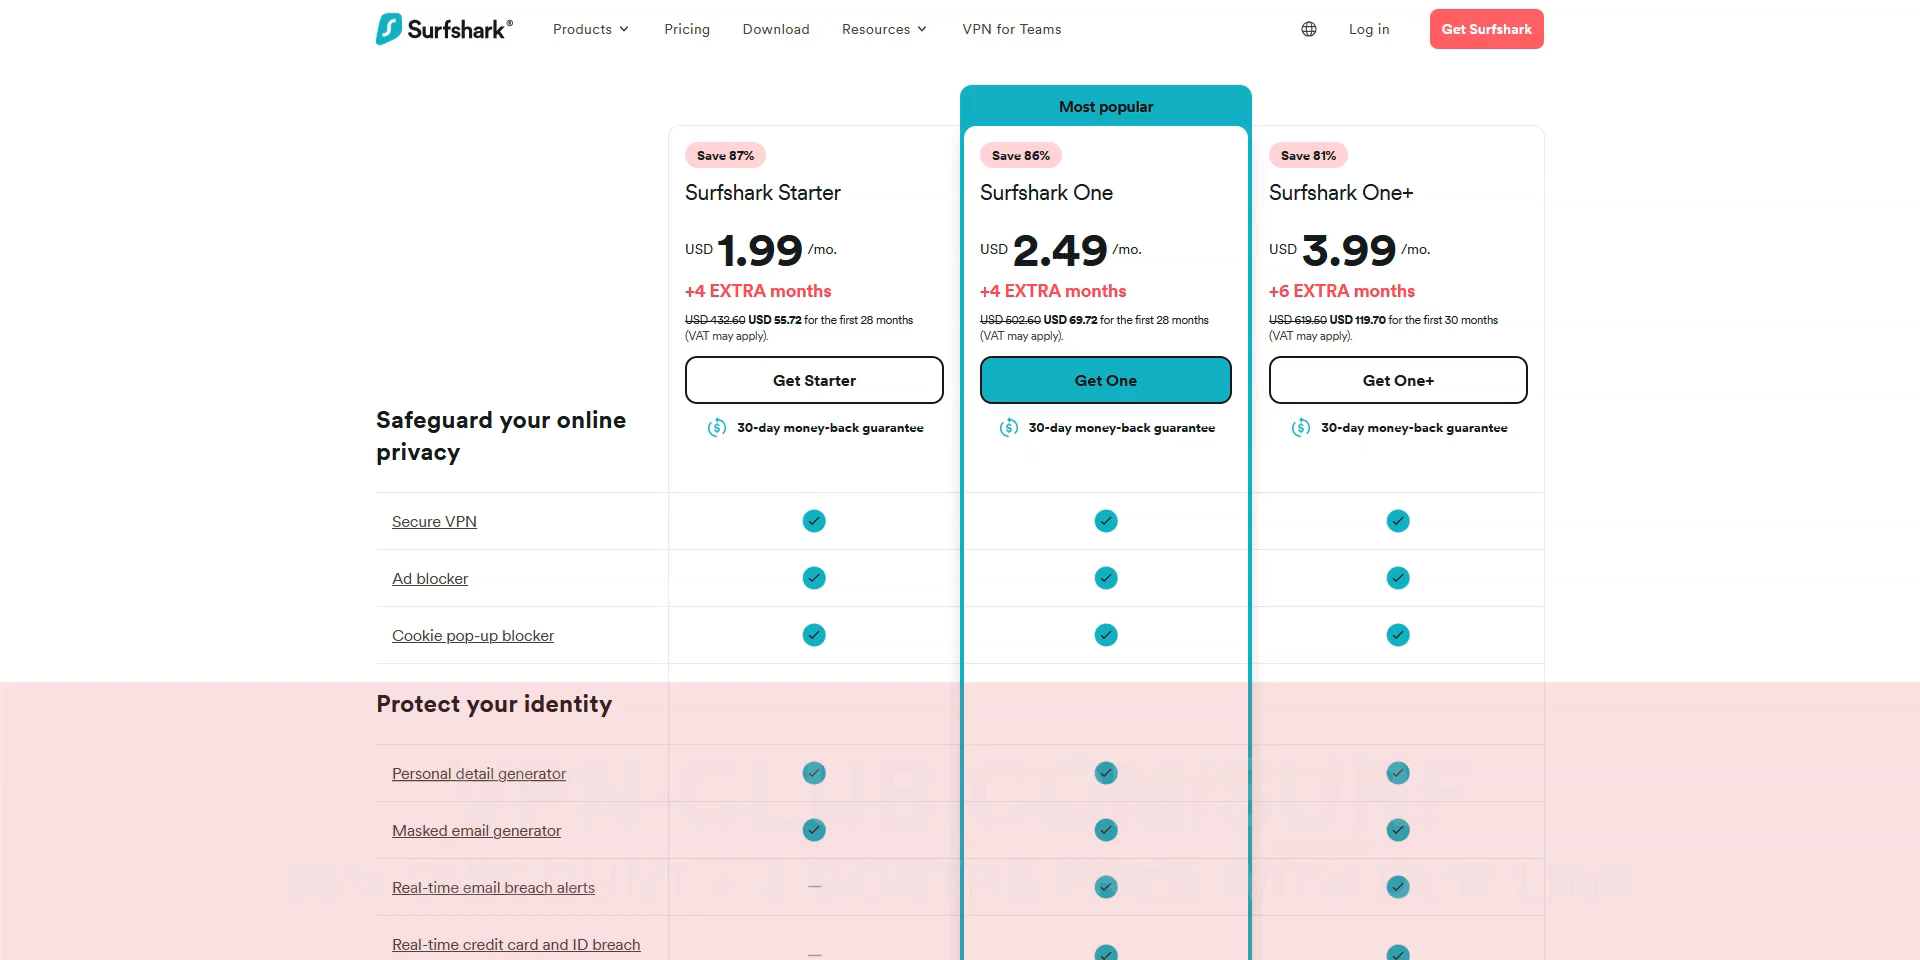 Surfshark®
Products
Pricing
Download
Resources
VPN for Teams
Log in
Get Surfshark
Most popular
Save 87%
Surfshark Starter
USD 1.99 /mo.
+4 EXTRA months
USD 432.60 USD 55.72 for the first 28 months
(VAT may apply).
Get Starter
30-day money-back guarantee
Save 86%
Surfshark One
USD 2.49 /mo.
+4 EXTRA months
USD 502.60 USD 69.72 for the first 28 months
(VAT may apply).
Get One
30-day money-back guarantee
Save 81%
Surfshark One+
USD 3.99 /mo.
+6 EXTRA months
USD 619.50 USD 119.70 for the first 30 months
(VAT may apply).
Get One+
30-day money-back guarantee
Safeguard your online
privacy
Secure VPN
Ad blocker
Cookie pop-up blocker
Protect your identity
Personal detail generator
Masked email generator
Real-time email breach alerts
Real-time credit card and ID breach